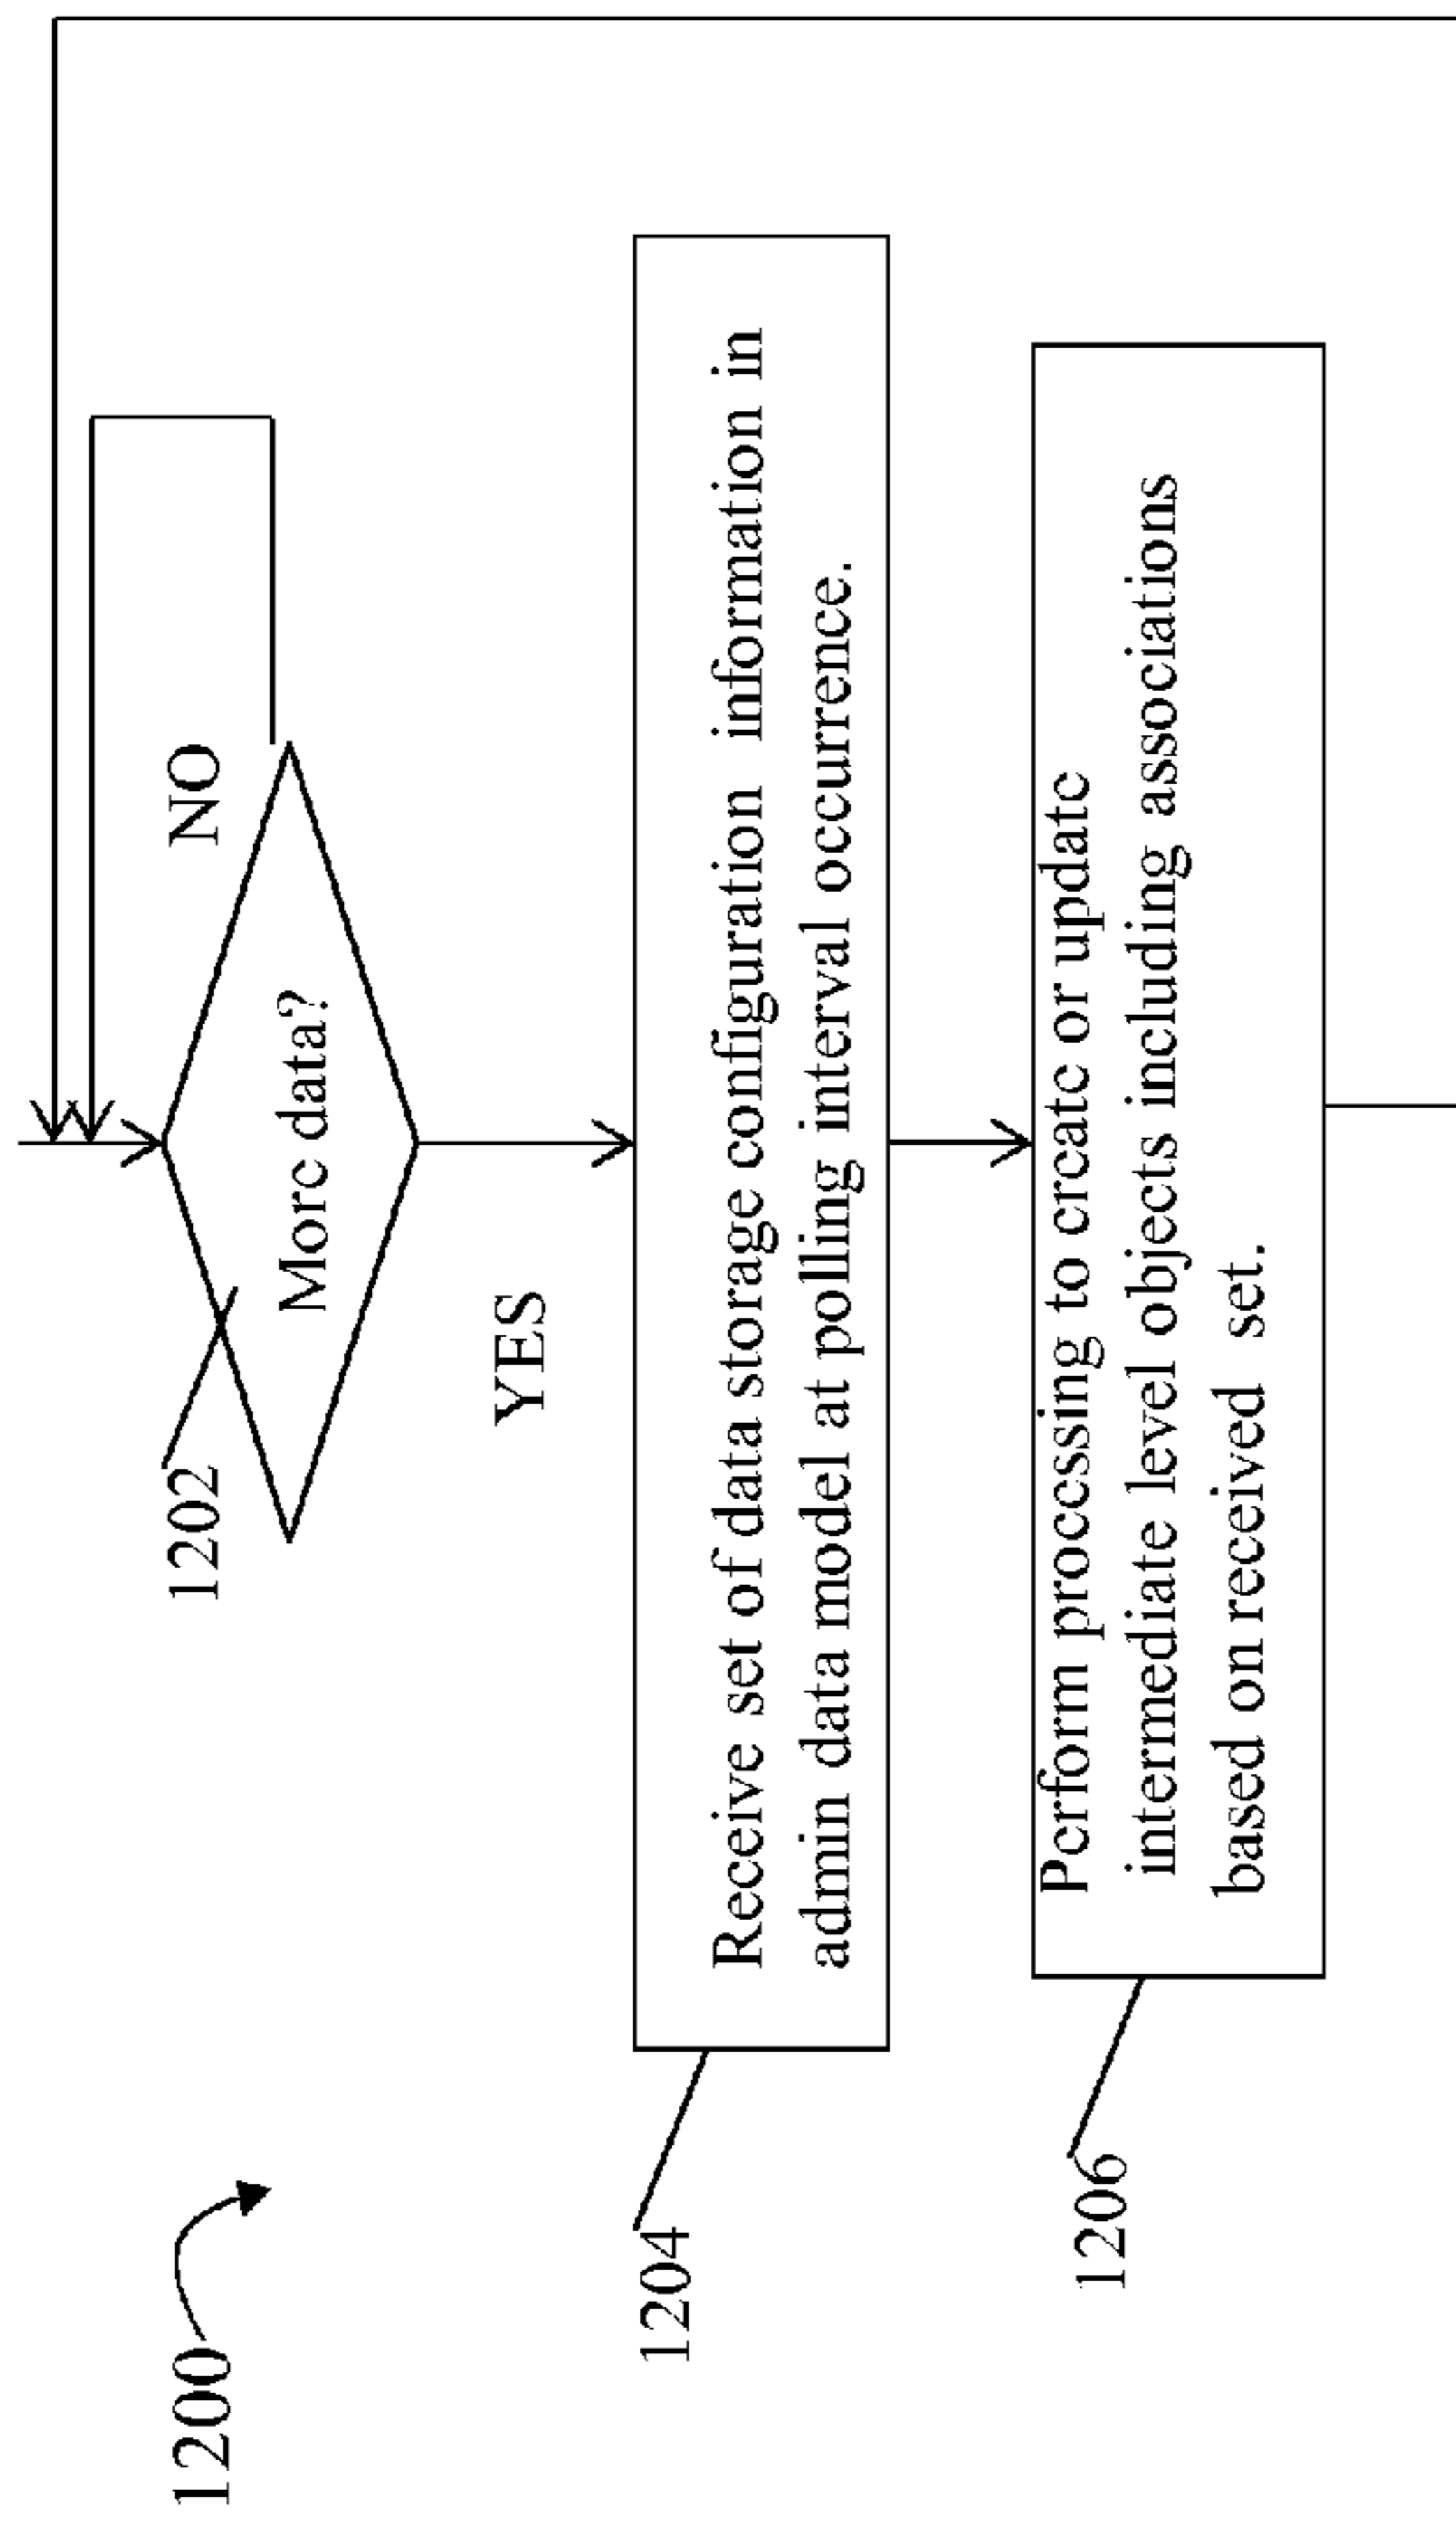 1200
1202
More data?
NO
YES
1204
Receive set of data storage configuration information in
admin data model at polling interval occurrence.
1206
Perform processing to create or update
intermediate level objects including associations
based on received set.